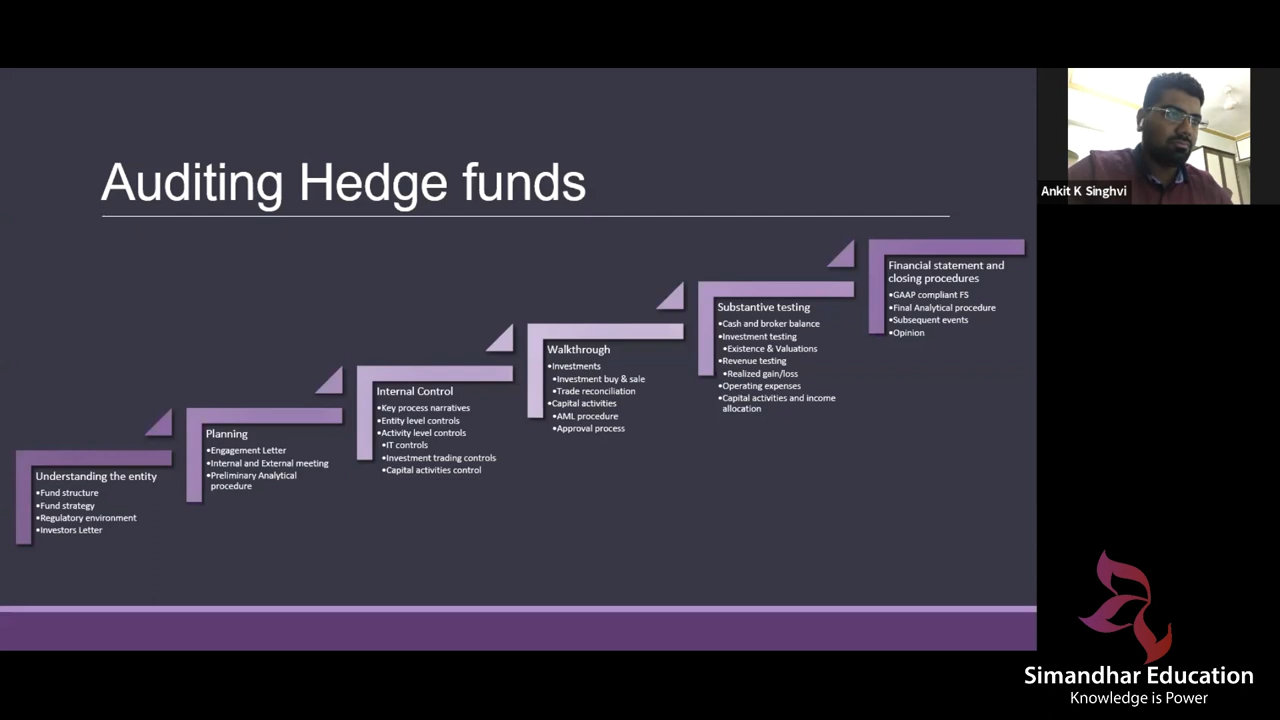 Auditing Hedge funds
Understanding the entity
•Fund structure
•Fund strategy
•Regulatory environment
•Investors Letter
Planning
•Engagement Letter
•Internal and External meeting
•Preliminary Analytical
procedure
Internal Control
•Key process narratives
•Entity level controls
•Activity level controls
•IT controls
•Investment trading controls
•Capital activities control
Walkthrough
•Investments
•Investment buy & sale
•Trade reconciliation
•Capital activities
•AML procedure
•Approval process
Substantive testing
•Cash and broker balance
•Investment testing
•Existence & Valuations
•Revenue testing
•Realized gain/loss
•Operating expenses
•Capital activities and income
allocation
Financial statement and
closing procedures
•GAAP compliant FS
•Final Analytical procedure
•Subsequent events
•Opinion
Ankit K Singhvi
Simandhar Education
Knowledge is Power